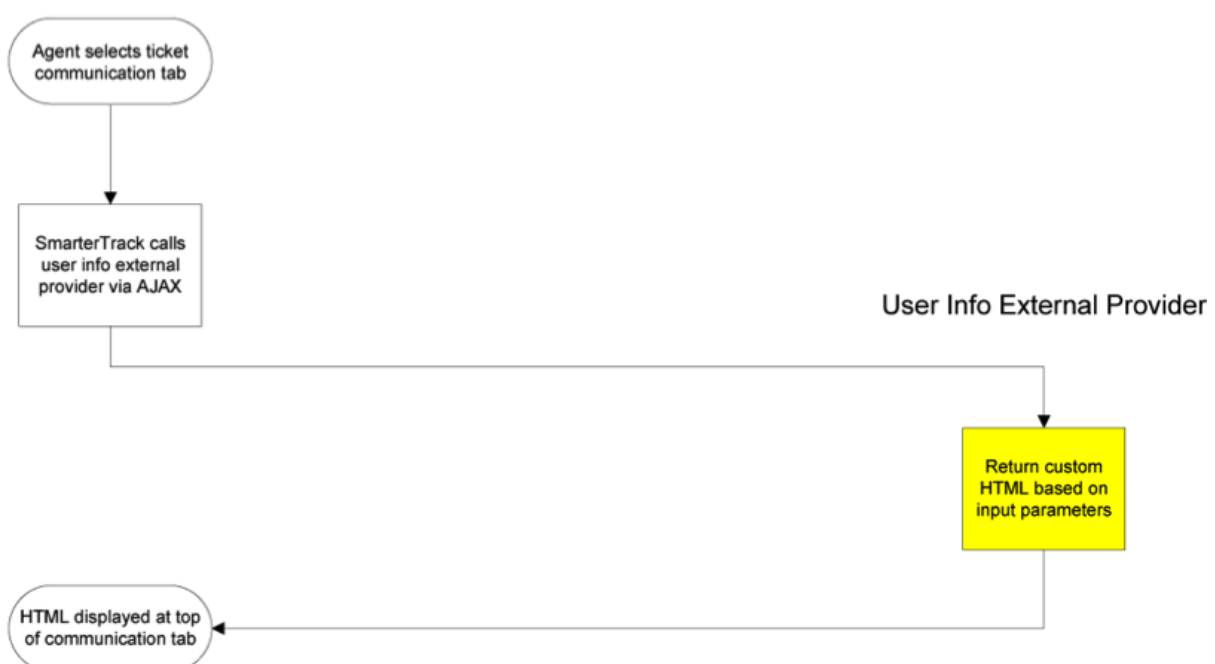 Agent selects ticket
communication tab
SmarterTrack calls
user info external
provider via AJAX
User Info External Provider
Return custom
HTML based on
input parameters
HTML displayed at top
of communication tab